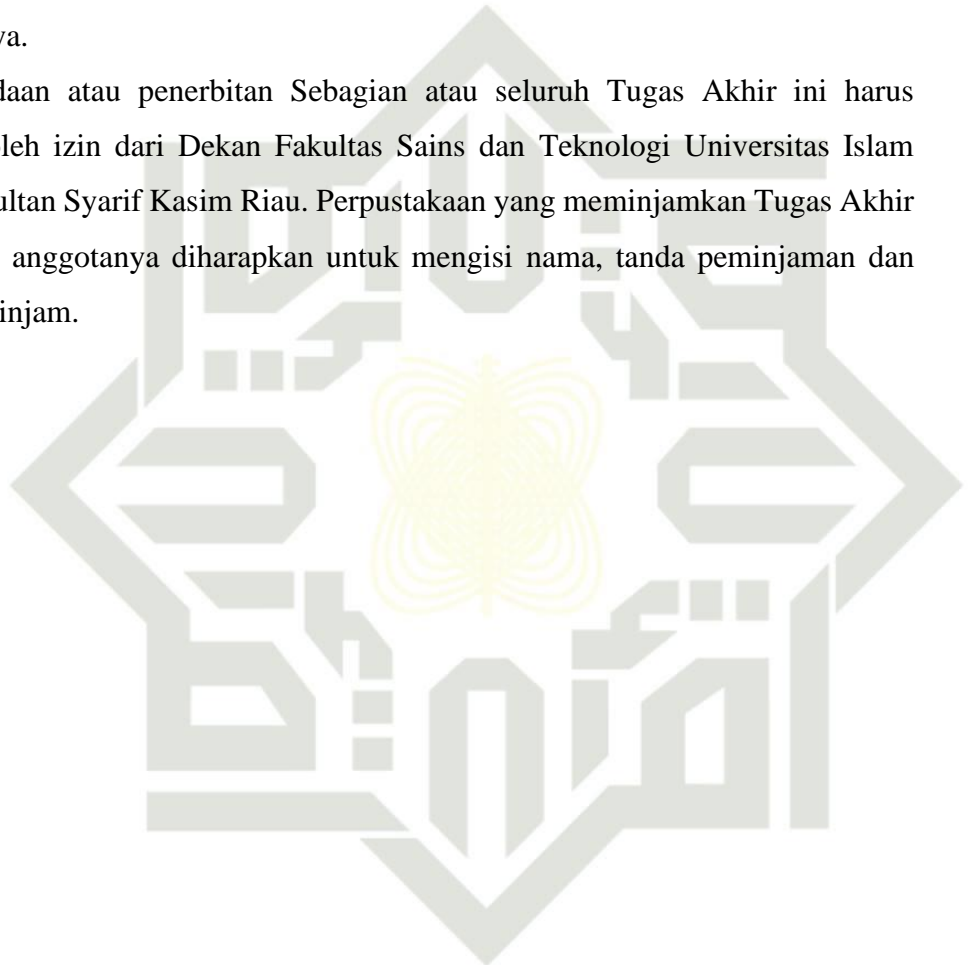 ya.
daan atau penerbitan Sebagian atau seluruh Tugas Akhir ini harus
oleh izin dari Dekan Fakultas Sains dan Teknologi Universitas Islam
ultan Syarif Kasim Riau. Perpustakaan yang meminjamkan Tugas Akhir
anggotanya diharapkan untuk mengisi nama, tanda peminjaman dan
injam.